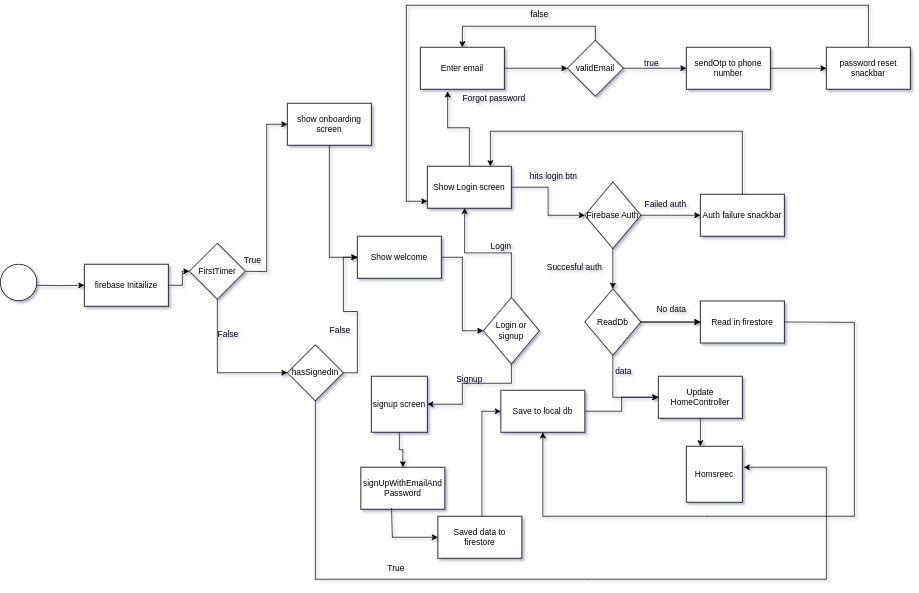 false
Enter email
validEmail
true
sendOtp to phone
number
password reset
snackbar
Forgot password
show onboarding
screen
Show Login screen
hits login btn
Firebase Auth
Failed auth
Auth failure snackbar
firebase Initailize
FirstTimer
True
Show welcome
Login
Succesful auth
False
False
Login or
signup
ReadDb
No data
Read in firestore
hasSignedIn
Signup
data
signup screen
Save to local db
Update
HomeController
Homsreec
signUpWithEmailAnd
Password
Saved data to
firestore
True